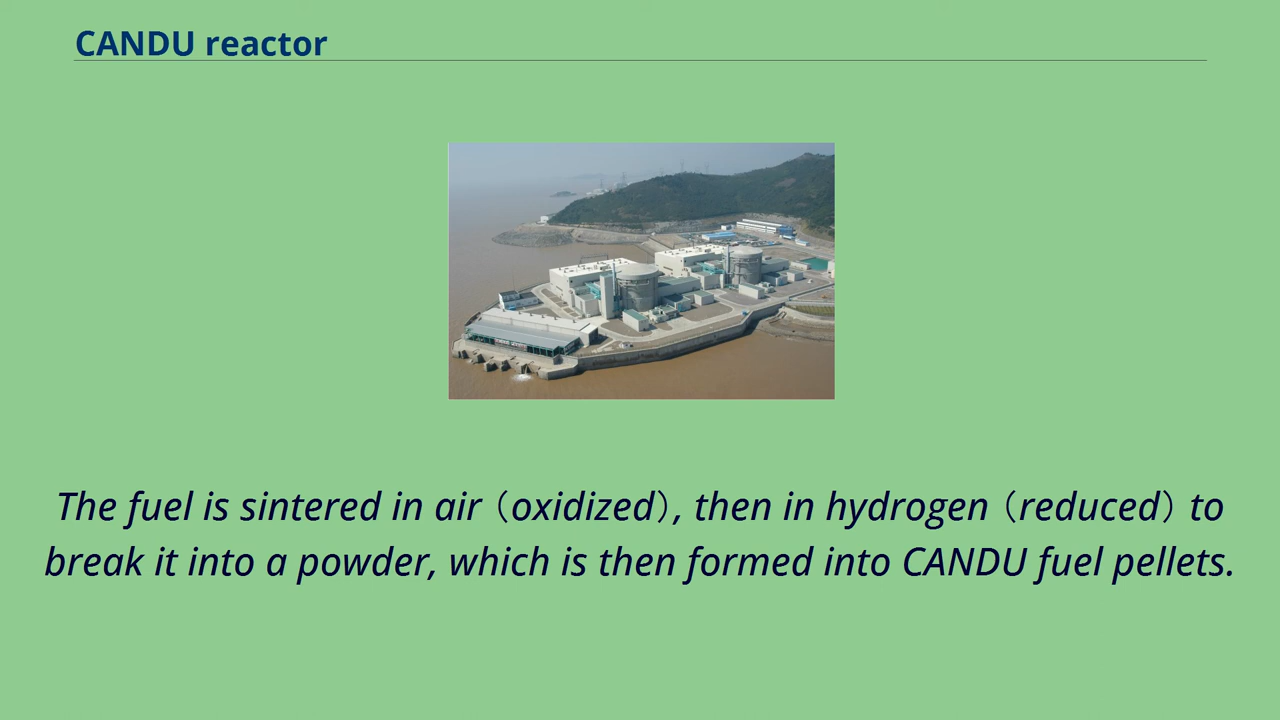 CANDU reactor
The fuel is sintered in air (oxidized), then in hydrogen (reduced) to
break it into a powder, which is then formed into CANDU fuel pellets.